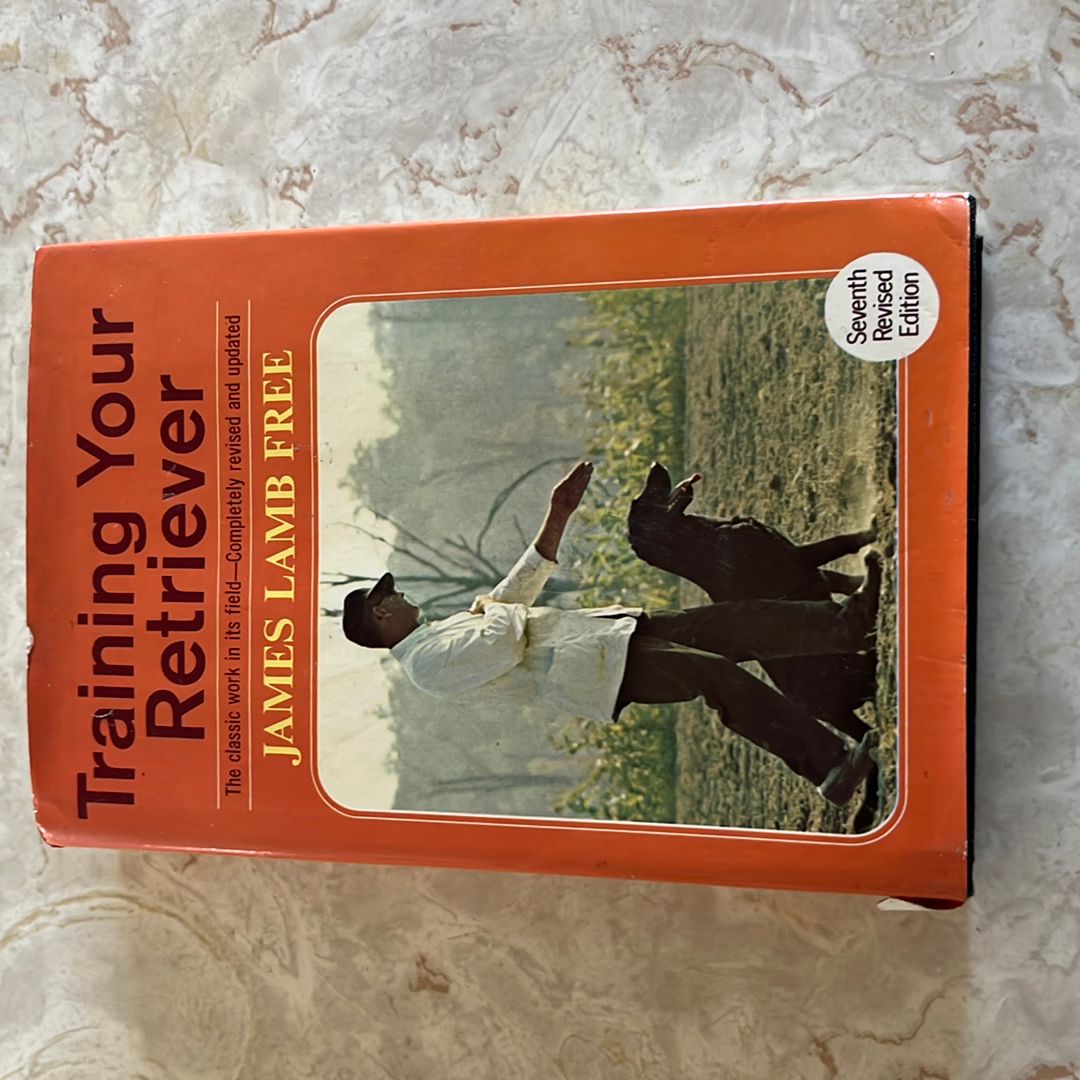 Training Your
Retriever
The classic work in its field—Completely revised and updated
JAMES LAMB FREE
Seventh
Revised
Edition